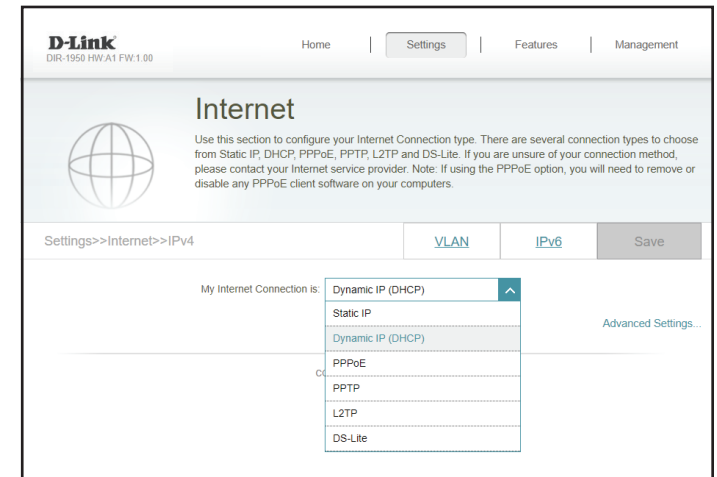 D-Link
DIR-1950 HW:A1 FW:1.00
Home
Settings
Features
Management
Internet
Use this section to configure your Internet Connection type. There are several connection types to choose
from Static IP, DHCP, PPPoE, PPTP, L2TP and DS-Lite. If you are unsure of your connection method,
please contact your Internet service provider. Note: If using the PPPoE option, you will need to remove or
disable any PPPoE client software on your computers.
Settings>>Internet>>IPv4
VLAN
IPv6
Save
My Internet Connection is:
Dynamic IP (DHCP)
Static IP
Dynamic IP (DHCP)
PPPoE
PPTP
L2TP
DS-Lite
Advanced Settings...